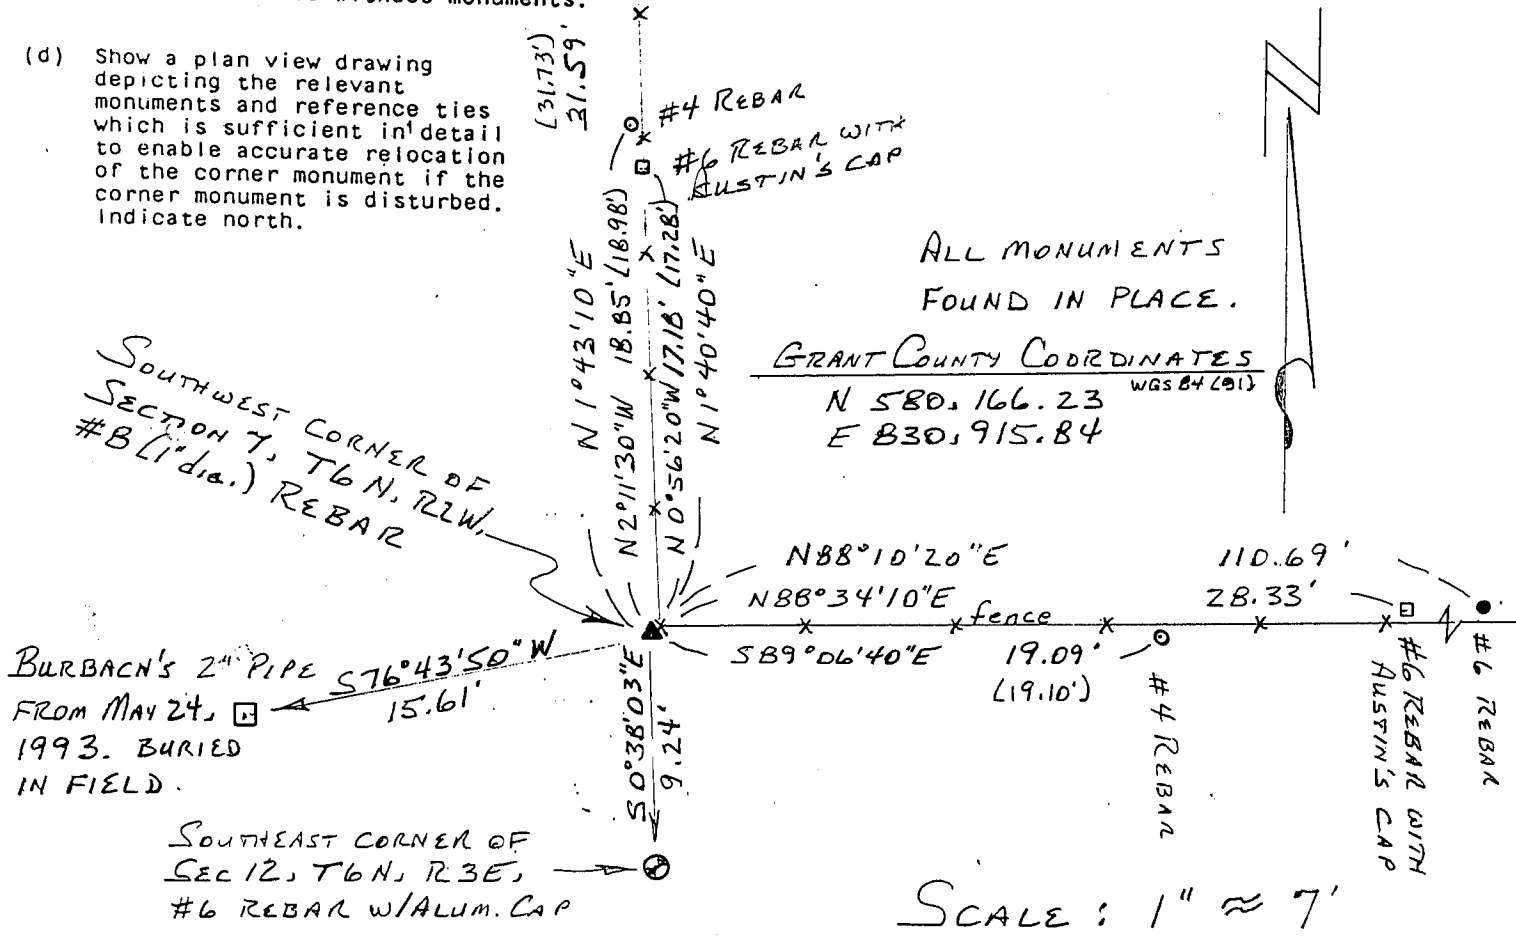 monuments.
(d) Show a plan view drawing
depicting the relevant
monuments and reference ties
which is sufficient in detail
to enable accurate relocation
of the corner monument if the
corner monument is disturbed.
Indicate north.
(31.73')
31.59'
#4 REBAR
#6 REBAR WITH
AUSTIN'S CAP
N 1°43'10"E
N2°11'30"W 18.85' (18.98')
N 0°56'20"W 17.18' (17.28')
N1°40'40"E
ALL MONUMENTS
FOUND IN PLACE.
GRANT COUNTY COORDINATES
WGS 84 (91)
N 580,166.23
E 830,915.84
SOUTHWEST CORNER OF
SECTION 7, T6N, R2W,
#8 (1"dia.) REBAR
N88°10'20"E 110.69'
N88°34'10"E 28.33'
fence
S89°06'40"E 19.09'
(19.10')
#4 REBAR
#6 REBAR WITH
AUSTIN'S CAP
#6 REBAR
BURBACH'S 2" PIPE
FROM MAY 24,
1993. BURIED
IN FIELD.
S76°43'50"W
15.61'
S0°38'03"E
9.24'
SOUTHEAST CORNER OF
SEC 12, T6N, R3E,
#6 REBAR W/ALUM. CAP
SCALE: 1" ≈ 7'